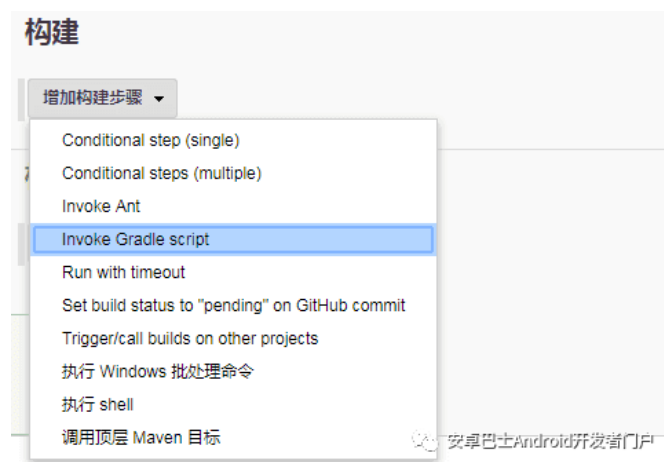 构建
增加构建步骤
Conditional step (single)
Conditional steps (multiple)
Invoke Ant
Invoke Gradle script
Run with timeout
Set build status to "pending" on GitHub commit
Trigger/call builds on other projects
执行 Windows 批处理命令
执行 shell
调用顶层 Maven 目标
安卓巴士Android开发者门户